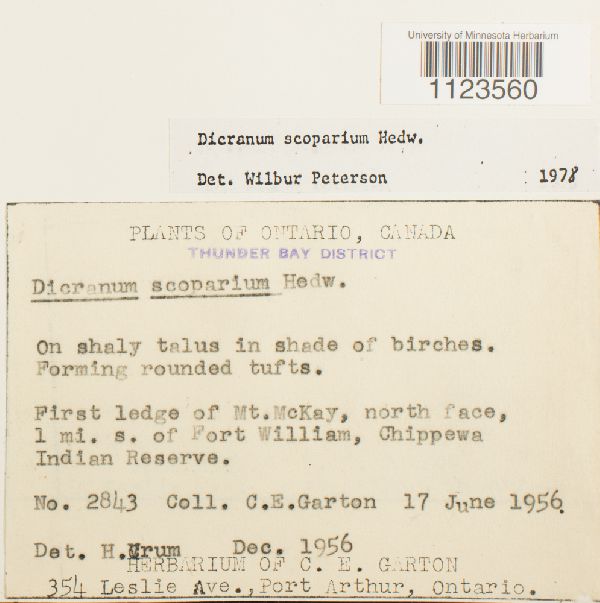 University of Minnesota Herbarium
1123560
Dicranum scoparium Hedw.
Det. Wilbur Peterson 1978
PLANTS OF ONTARIO, CANADA
THUNDER BAY DISTRICT
Dicranum scoparium Hedw.
On shaly talus in shade of birches.
Forming rounded tufts.
First ledge of Mt.McKay, north face,
1 mi. s. of Fort William, Chippewa
Indian Reserve.
No. 2843 Coll. C.E.Garton 17 June 1956
Det. H.Crum Dec. 1956
HERBARIUM OF C. E. GARTON
354 Leslie Ave.,Port Arthur, Ontario.